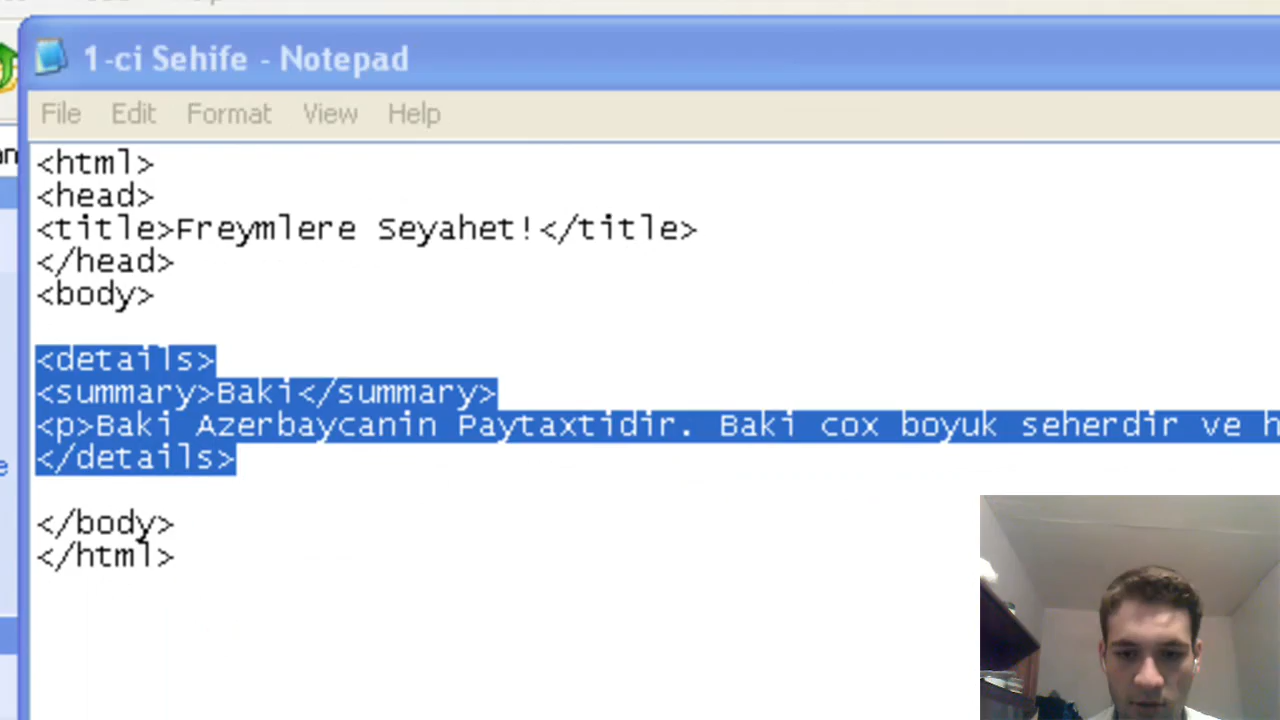 1-ci Sehife - Notepad
File Edit Format View Help
<html>
<head>
<title>Freymlere Seyahet!</title>
</head>
<body>
<details>
<summary>Baki</summary>
<p>Baki Azerbaycanin Paytaxtidir. Baki cox boyuk seherdir ve
</details>
</body>
</html>